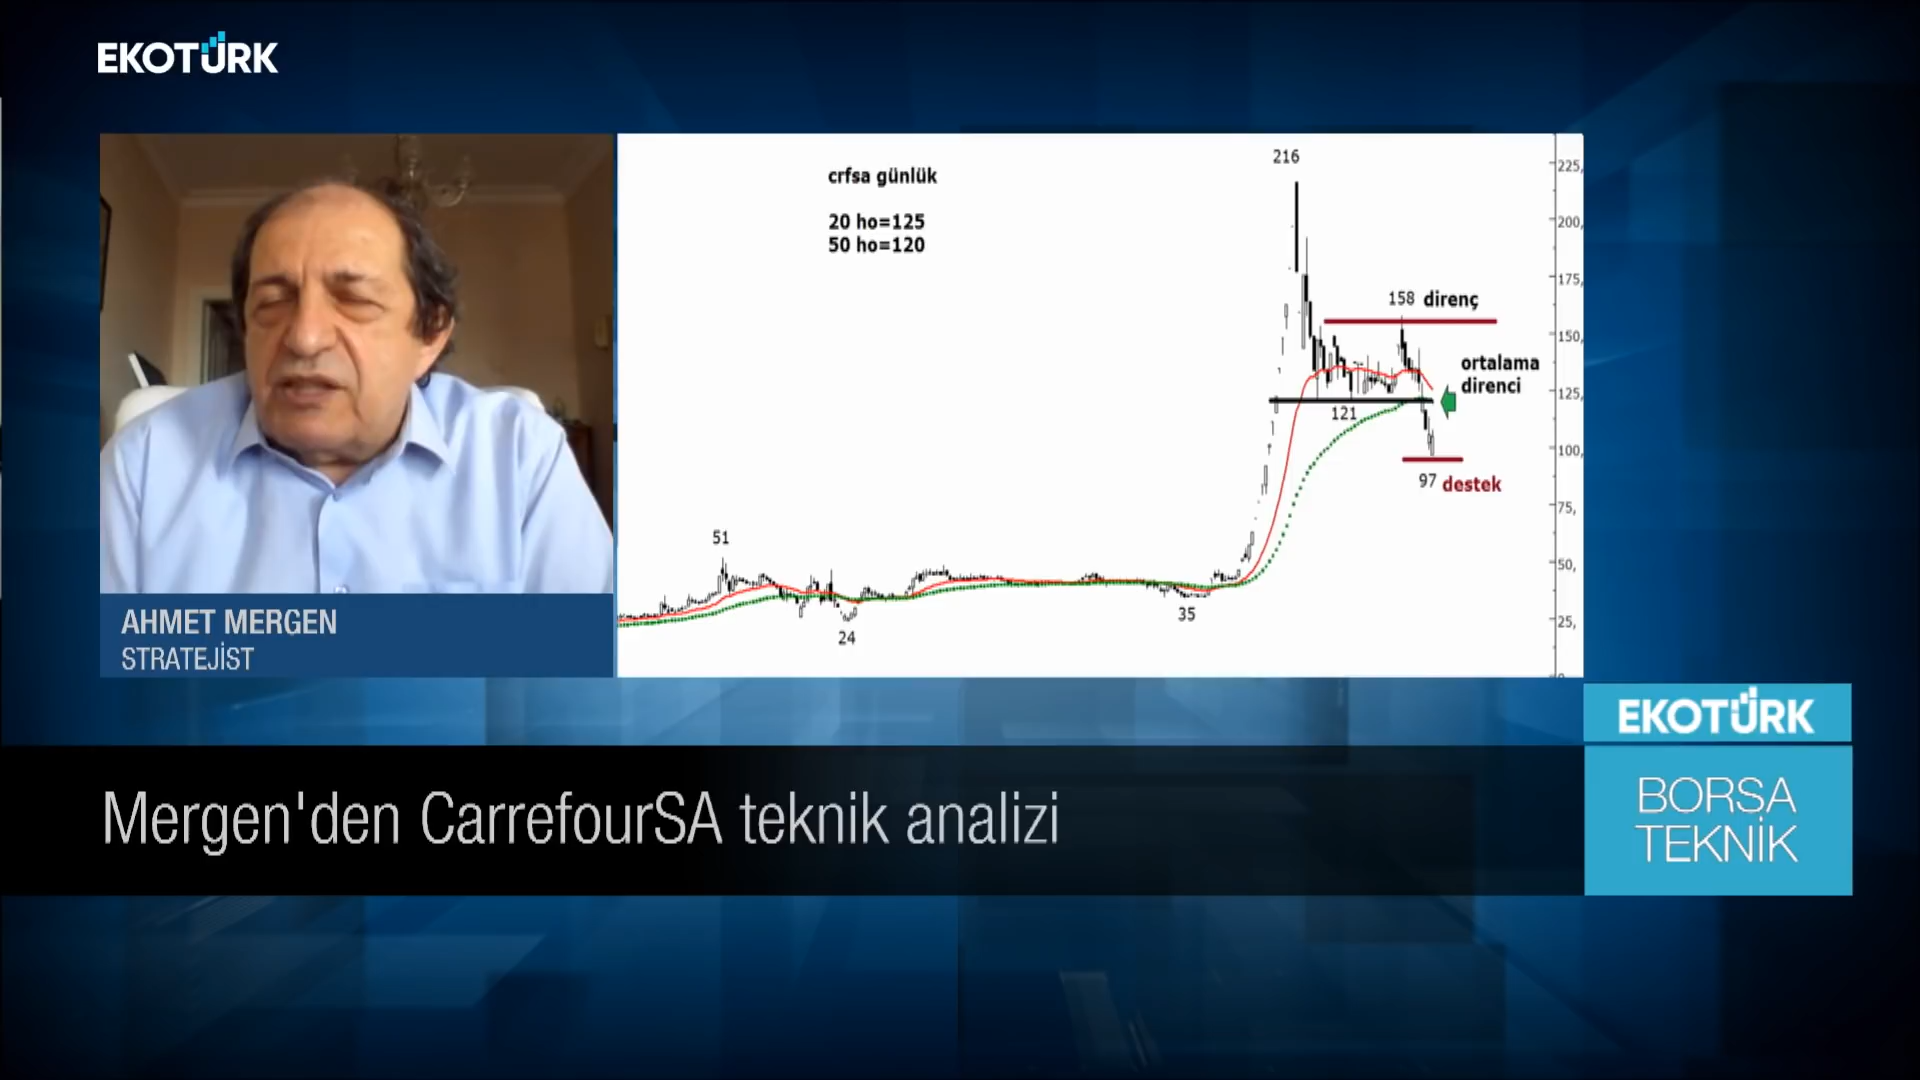 EKOTÜRK
crfsa günlük
20 ho=125
50 ho=120
216
225,
200,
175,
158 direnç
150,
ortalama
direnci
125,
121
100,
97 destek
75,
51
50,
35
25,
24
AHMET MERGEN
STRATEJİST
EKOTÜRK
Mergen'den CarrefourSA teknik analizi
BORSA
TEKNİK